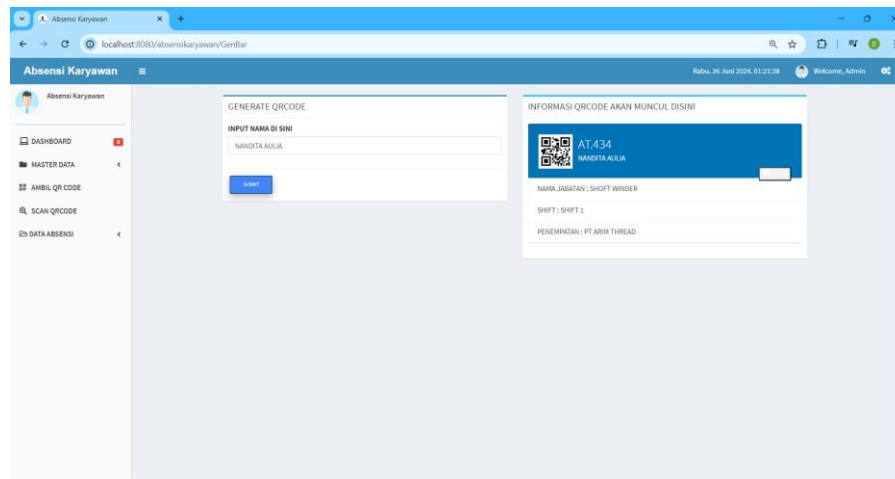 Absensi Karyawan
localhost:8080/absensikaryawan/GenBar
Absensi Karyawan
Rabu, 26 Juni 2024, 01:21:38
Welcome, Admin
Absensi Karyawan
DASHBOARD
MASTER DATA
AMBIL QR CODE
SCAN QRCODE
DATA ABSENSI
GENERATE QRCODE
INPUT NAMA DI SINI
NANDITA AULIA
SUBMIT
INFORMASI QRCODE AKAN MUNCUL DISINI
AT.434
NANDITA AULIA
NAMA JABATAN : SHOFT WINDER
SHIFT : SHIFT 1
PENEMPATAN : PT ARIM THREAD